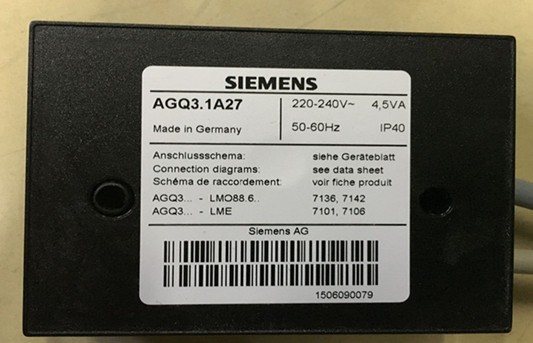 SIEMENS
AGQ3.1A27 220-240V~ 4,5VA
Made in Germany 50-60Hz IP40
Anschlussschema: siehe Geräteblatt
Connection diagrams: see data sheet
Schéma de raccordement: voir fiche produit
AGQ3... - LMO88.6.. 7136, 7142
AGQ3... - LME 7101, 7106
Siemens AG
1506090079